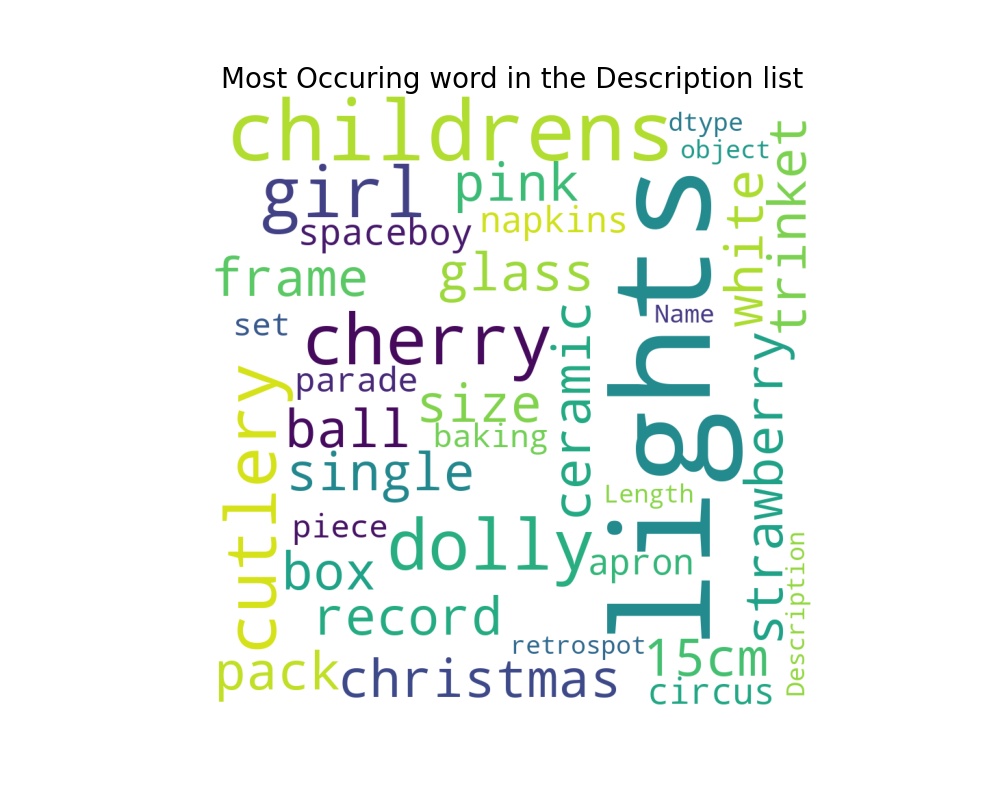 Most Occuring word in the Description list
childrens
dtype
object
girl
pink
napkins
spaceboy
white
trinket
frame
glass
lights
Name
set
cherry
ceramic
parade
size
strawberry
cutlery
ball
baking
single
Length
piece
dolly
apron
box
Description
record
retrospot
15cm
pack
christmas
circus